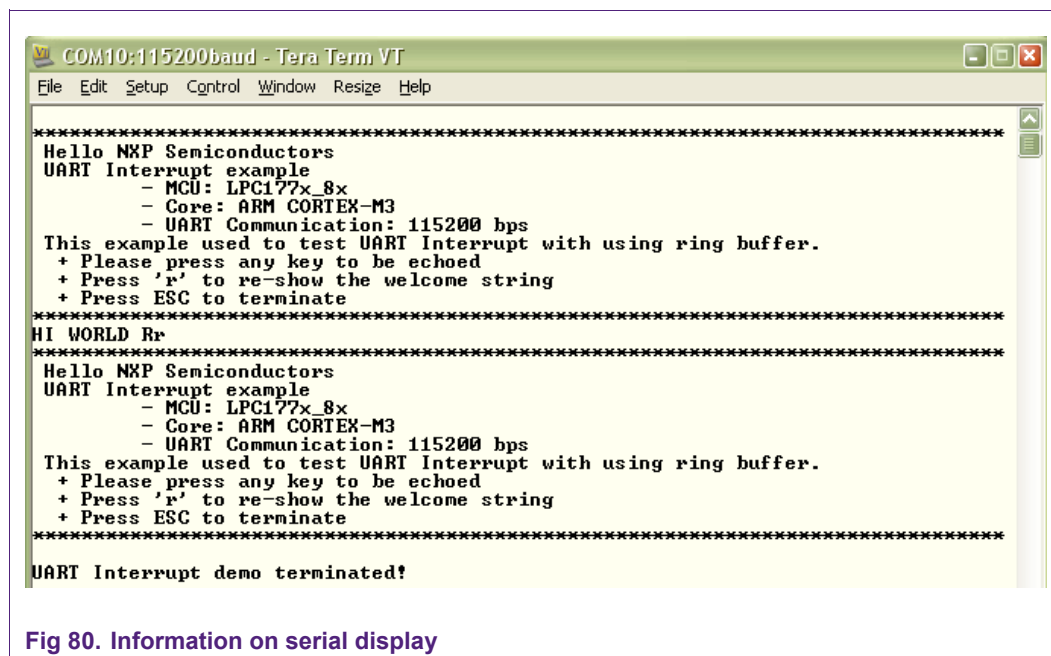 COM10:115200baud - Tera Term VT
File Edit Setup Control Window Resize Help
********************************************************************************
Hello NXP Semiconductors
UART Interrupt example
- MCU: LPC177x_8x
- Core: ARM CORTEX-M3
- UART Communication: 115200 bps
This example used to test UART Interrupt with using ring buffer.
+ Please press any key to be echoed
+ Press 'r' to re-show the welcome string
+ Press ESC to terminate
********************************************************************************
HI WORLD Rr
********************************************************************************
Hello NXP Semiconductors
UART Interrupt example
- MCU: LPC177x_8x
- Core: ARM CORTEX-M3
- UART Communication: 115200 bps
This example used to test UART Interrupt with using ring buffer.
+ Please press any key to be echoed
+ Press 'r' to re-show the welcome string
+ Press ESC to terminate
********************************************************************************
UART Interrupt demo terminated!
Fig 80. Information on serial display